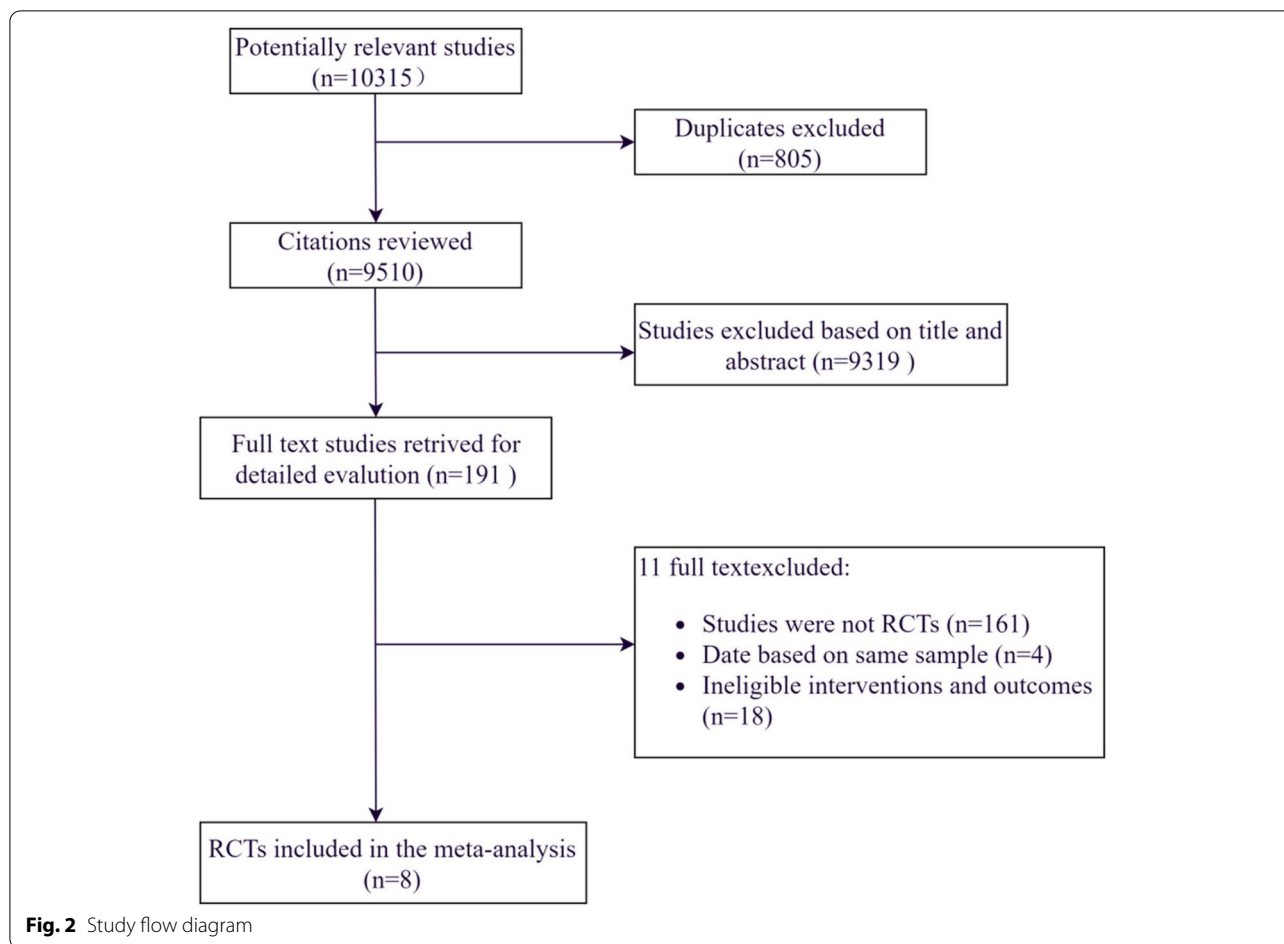 Potentially relevant studies
(n=10315）
Duplicates excluded
(n=805)
Citations reviewed
(n=9510)
Studies excluded based on title and
abstract (n=9319 )
Full text studies retrived for
detailed evalution (n=191 )
11 full textexcluded:
• Studies were not RCTs (n=161)
• Date based on same sample (n=4)
• Ineligible interventions and outcomes
(n=18)
RCTs included in the meta-analysis
(n=8)
Fig. 2 Study flow diagram